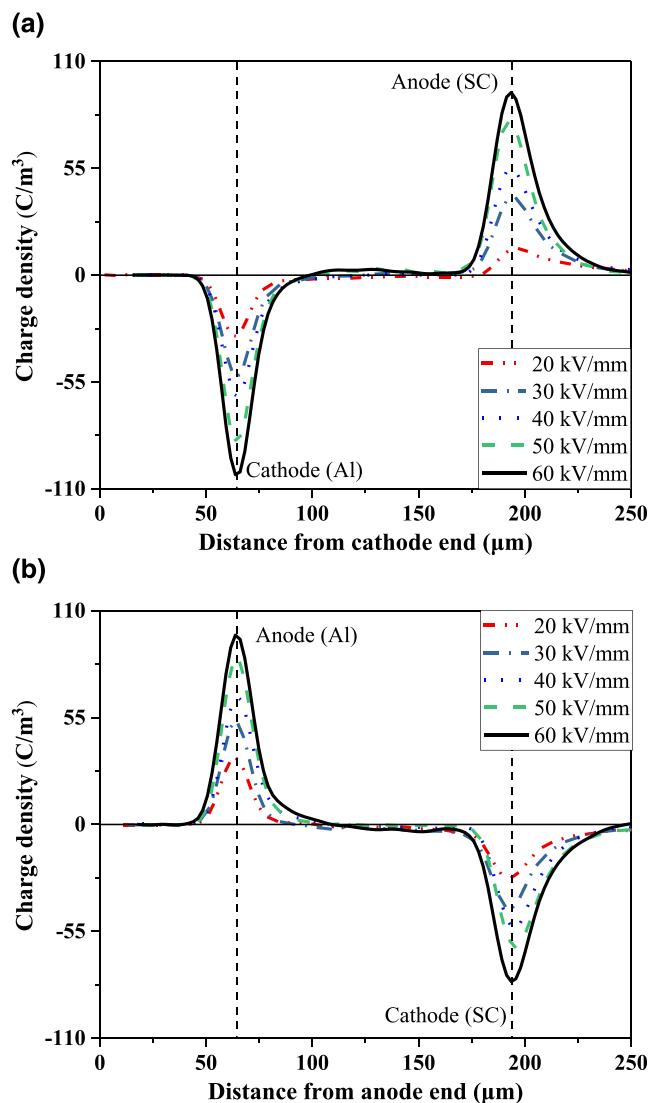 (a)
110
55
0
-55
-110
Charge density (C/m³)
Anode (SC)
Cathode (Al)
20 kV/mm
30 kV/mm
40 kV/mm
50 kV/mm
60 kV/mm
0 50 100 150 200 250
Distance from cathode end (μm)
(b)
110
55
0
-55
-110
Charge density (C/m³)
Anode (Al)
20 kV/mm
30 kV/mm
40 kV/mm
50 kV/mm
60 kV/mm
Cathode (SC)
0 50 100 150 200 250
Distance from anode end (μm)